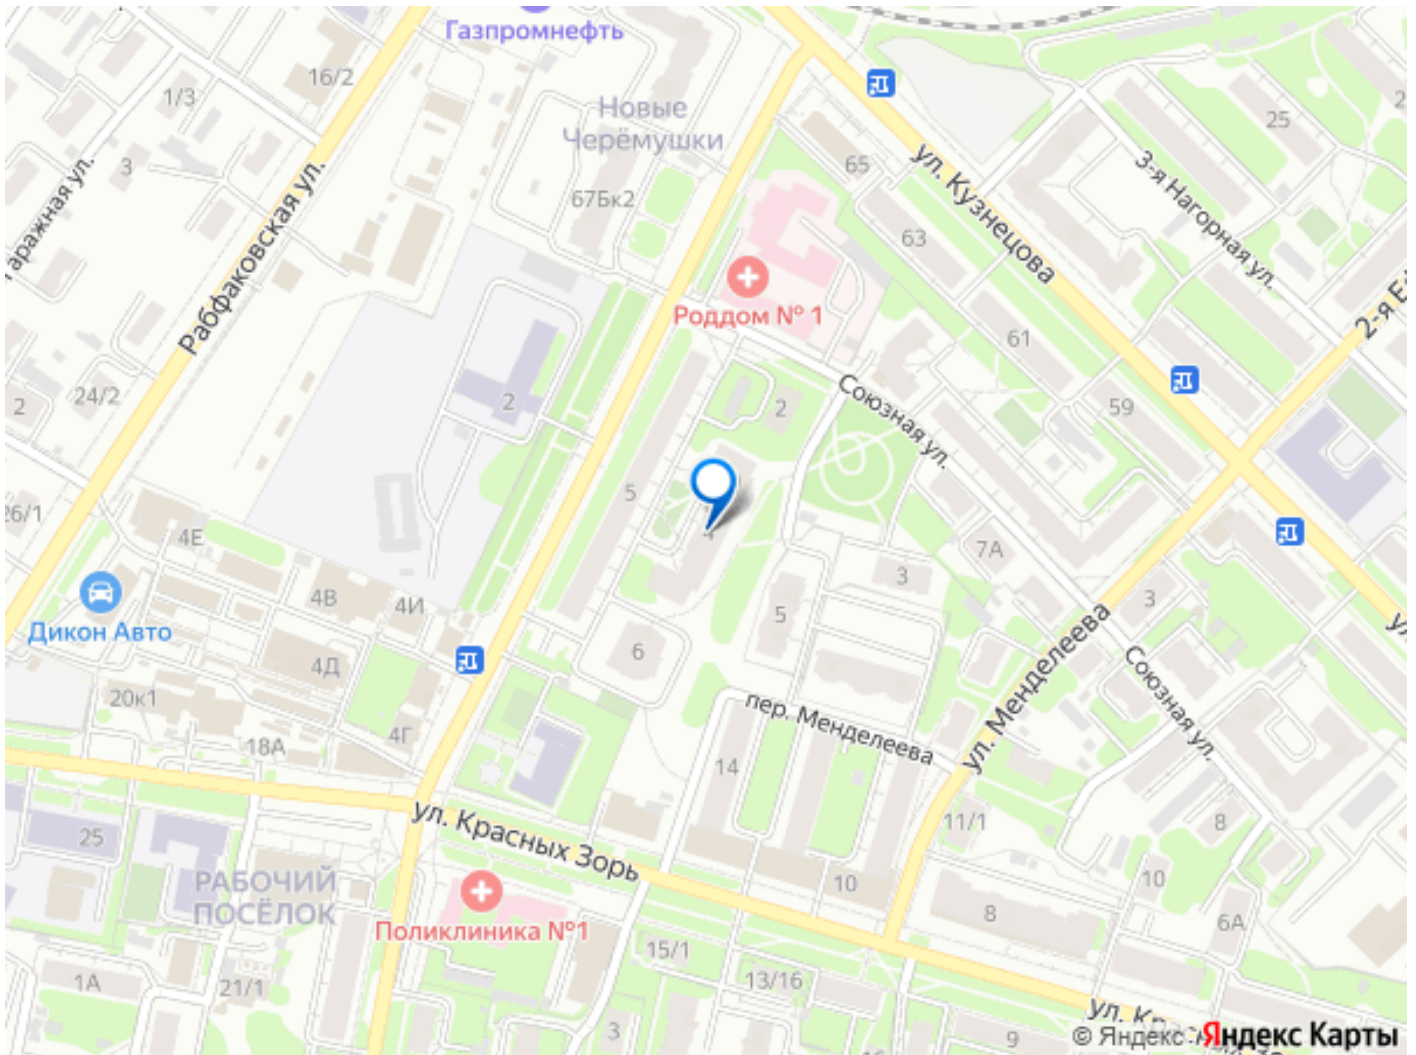 Газпромнефть
16/2
1/3
Новые
Черёмушки
25
65
3
3-я Нагорная ул.
ул. Кузнецова
67Бк2
Гаражная ул.
Рабфаковская ул.
63
2-я Е
Роддом № 1
61
Союзная ул.
24/2
2
2
2
59
5
4
26/1
4Е
7А
3
3
4В
4И
Дикон Авто
5
ул. Менделеева
6
4Д
Союзная ул.
20к1
пер. Менделеева
4Г
18А
14
ул. Красных Зорь
11/1
8
25
РАБОЧИЙ
ПОСЁЛОК
10
10
8
6А
Поликлиника №1
15/1
1А
21/1
13/16
3
9
16
© Яндекс Яндекс Карты